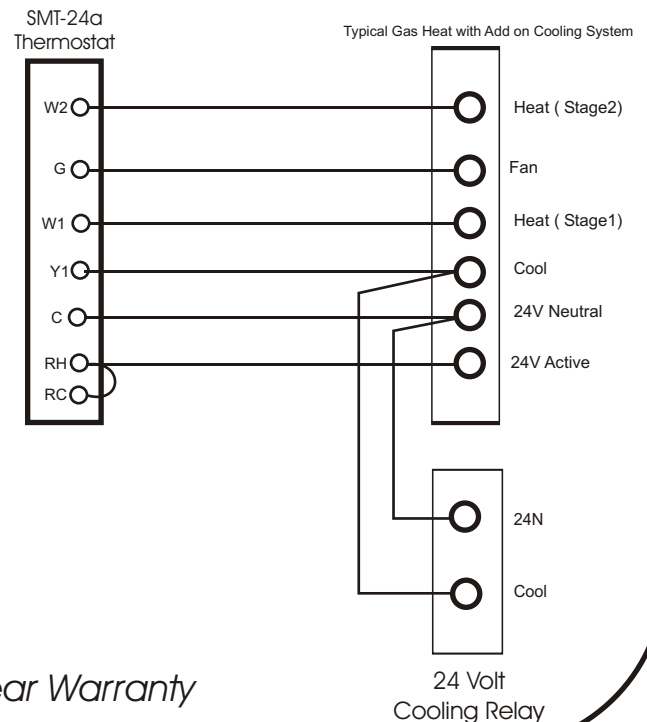 SMT-24a
Thermostat
Typical Gas Heat with Add on Cooling System
W2
Heat ( Stage2)
G
Fan
W1
Heat ( Stage1)
Y1
Cool
C
24V Neutral
RH
24V Active
RC
24N
Cool
24 Volt
Cooling Relay
Warranty